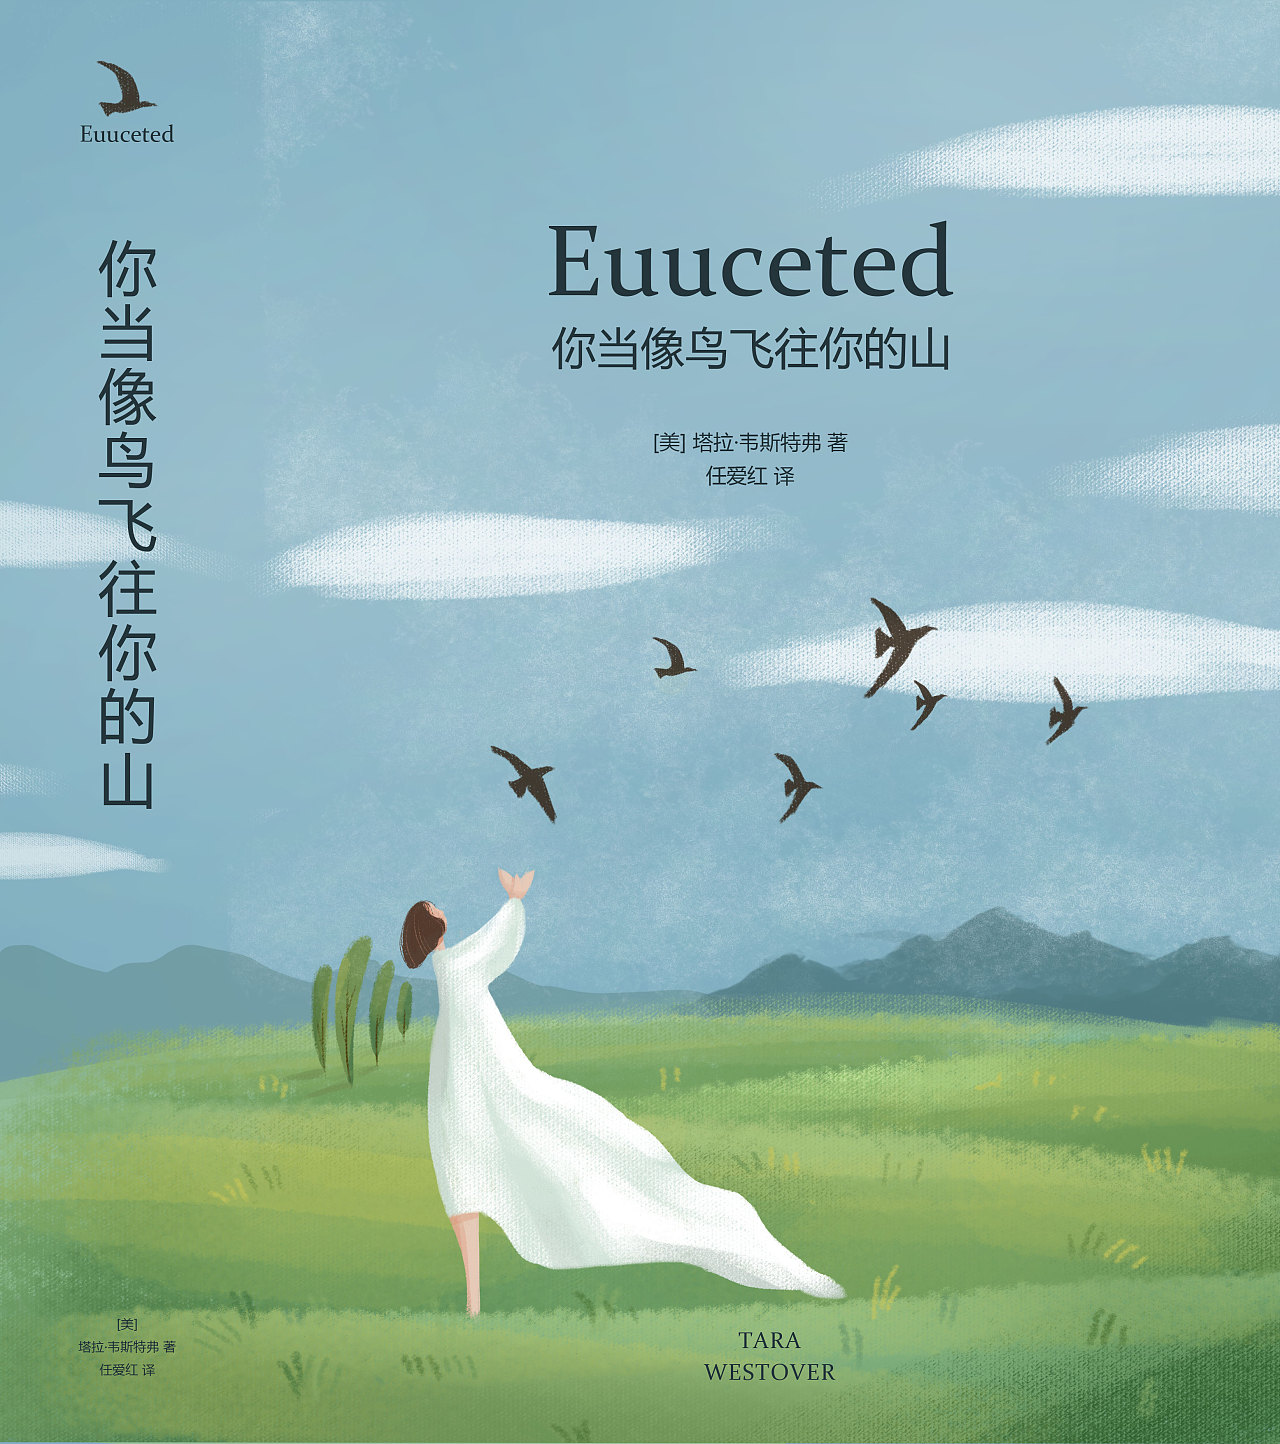 Euuceted
你当像鸟飞往你的山
[美]
塔拉·韦斯特弗 著
任爱红 译
Euuceted
你当像鸟飞往你的山
[美] 塔拉·韦斯特弗 著
任爱红 译
TARA
WESTOVER